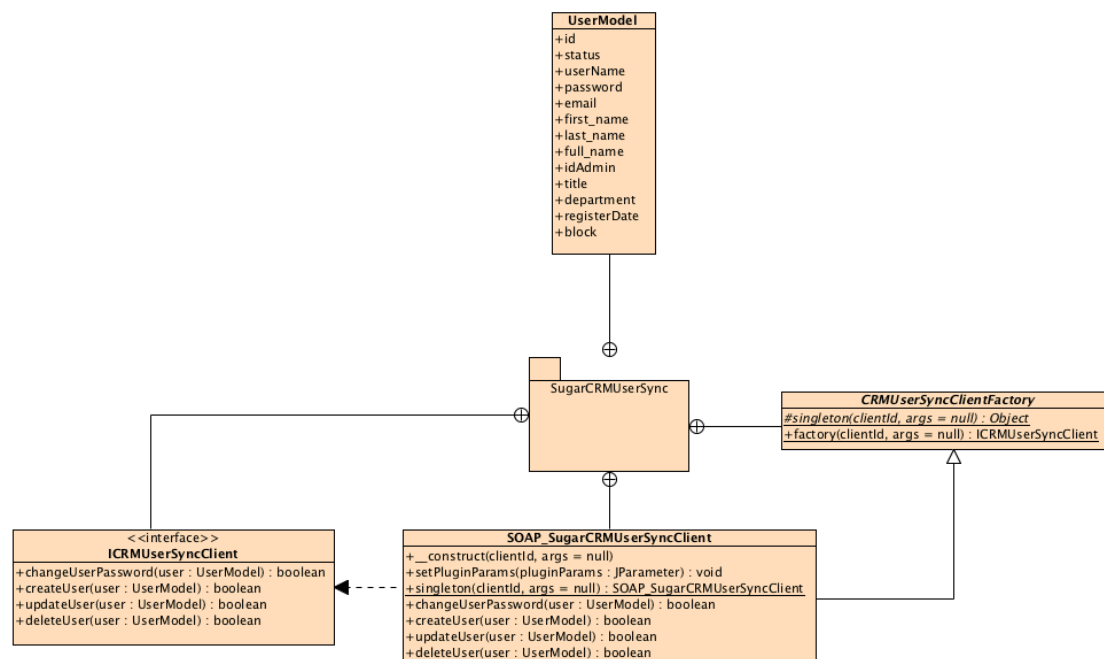 UserModel
+id
+status
+userName
+password
+email
+first_name
+last_name
+full_name
+idAdmin
+title
+department
+registerDate
+block
SugarCRMUserSync
CRMUserSyncClientFactory
#singleton(clientId, args = null) : Object
+factory(clientId, args = null) : ICRMUserSyncClient
<<interface>>
ICRMUserSyncClient
+changeUserPassword(user : UserModel) : boolean
+createUser(user : UserModel) : boolean
+updateUser(user : UserModel) : boolean
+deleteUser(user : UserModel) : boolean
SOAP_SugarCRMUserSyncClient
+__construct(clientId, args = null)
+setPluginParams(pluginParams : JParameter) : void
+singleton(clientId, args = null) : SOAP_SugarCRMUserSyncClient
+changeUserPassword(user : UserModel) : boolean
+createUser(user : UserModel) : boolean
+updateUser(user : UserModel) : boolean
+deleteUser(user : UserModel) : boolean